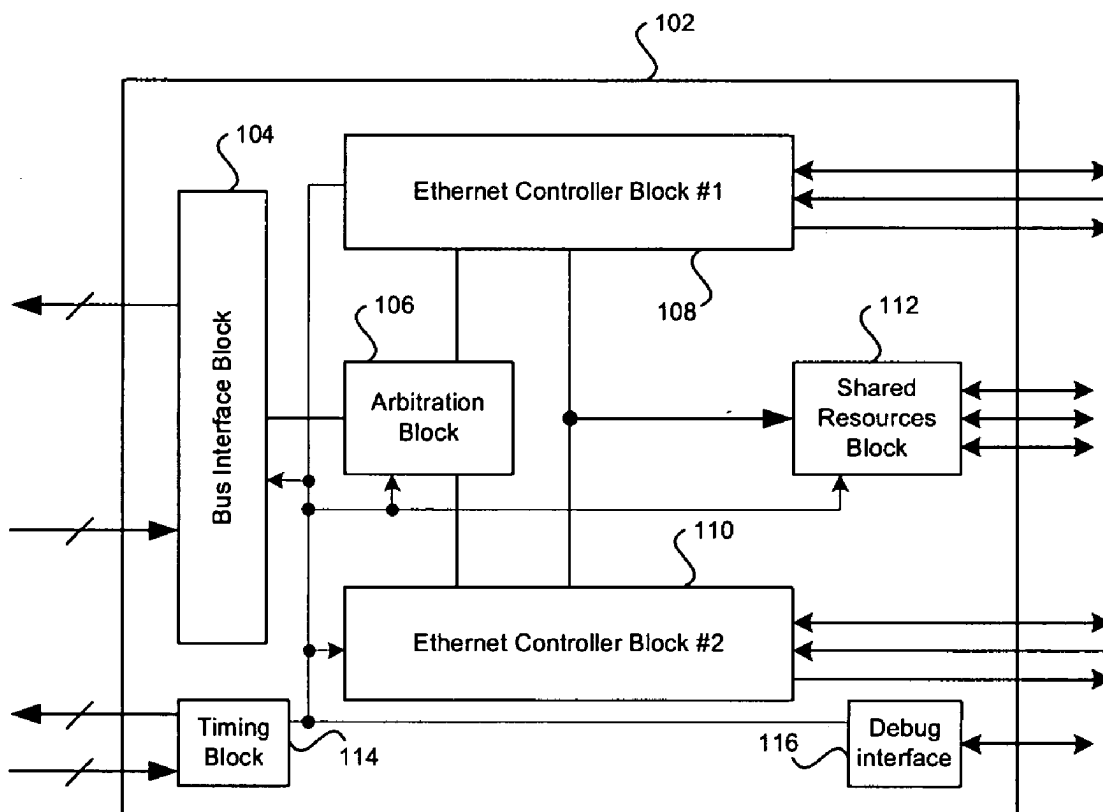 102
104
Ethernet Controller Block #1
108
106
112
Bus Interface Block
Arbitration
Block
Shared
Resources
Block
110
Ethernet Controller Block #2
Timing
Block
114
116
Debug
interface